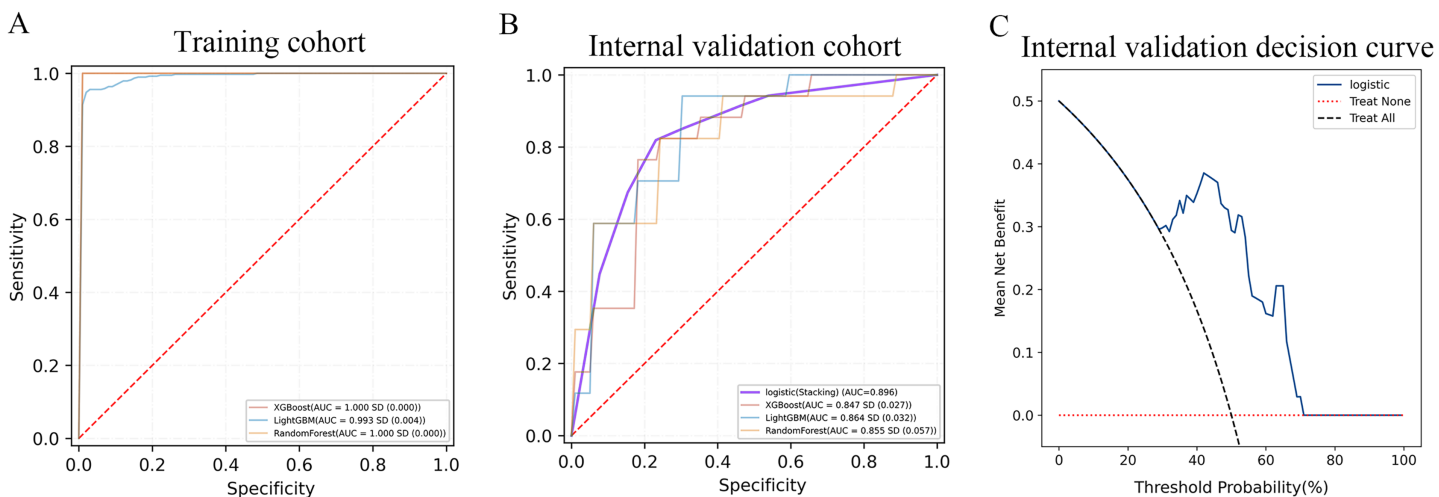 A
Training cohort
1.0
0.8
0.6
0.4
0.2
0.0
Sensitivity
0.0 0.2 0.4 0.6 0.8 1.0
Specificity
XGBoost(AUC = 1.000 SD (0.000))
LightGBM(AUC = 0.993 SD (0.004))
RandomForest(AUC = 1.000 SD (0.000))
B
Internal validation cohort
1.0
0.8
0.6
0.4
0.2
0.0
Sensitivity
0.0 0.2 0.4 0.6 0.8 1.0
Specificity
logistic(Stacking) (AUC=0.896)
XGBoost(AUC = 0.847 SD (0.027))
LightGBM(AUC = 0.864 SD (0.032))
RandomForest(AUC = 0.855 SD (0.057))
C
Internal validation decision curve
logistic
Treat None
Treat All
0.5
0.4
0.3
0.2
0.1
0.0
Mean Net Benefit
0 20 40 60 80 100
Threshold Probability(%)